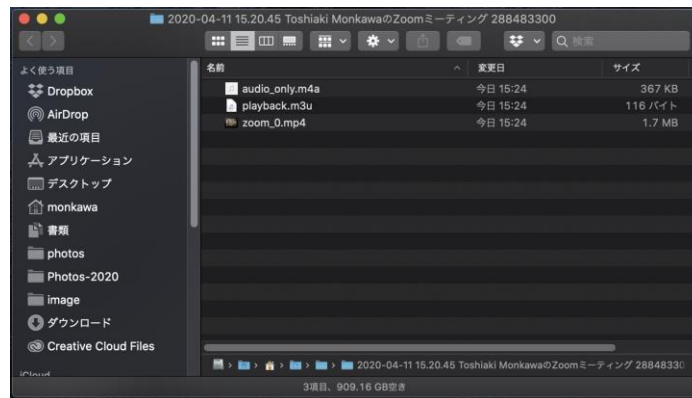 2020-04-11 15.20.45 Toshiaki MonkawaのZoomミーティング 288483300
検索
よく使う項目
Dropbox
AirDrop
最近の項目
アプリケーション
デスクトップ
monkawa
書類
photos
Photos-2020
image
ダウンロード
Creative Cloud Files
iCloud
名前 変更日 サイズ
audio_only.m4a 今日 15:24 367 KB
playback.m3u 今日 15:24 116 バイト
zoom_0.mp4 今日 15:24 1.7 MB
2020-04-11 15.20.45 Toshiaki MonkawaのZoomミーティング 28848330
3項目、909.16 GB空き